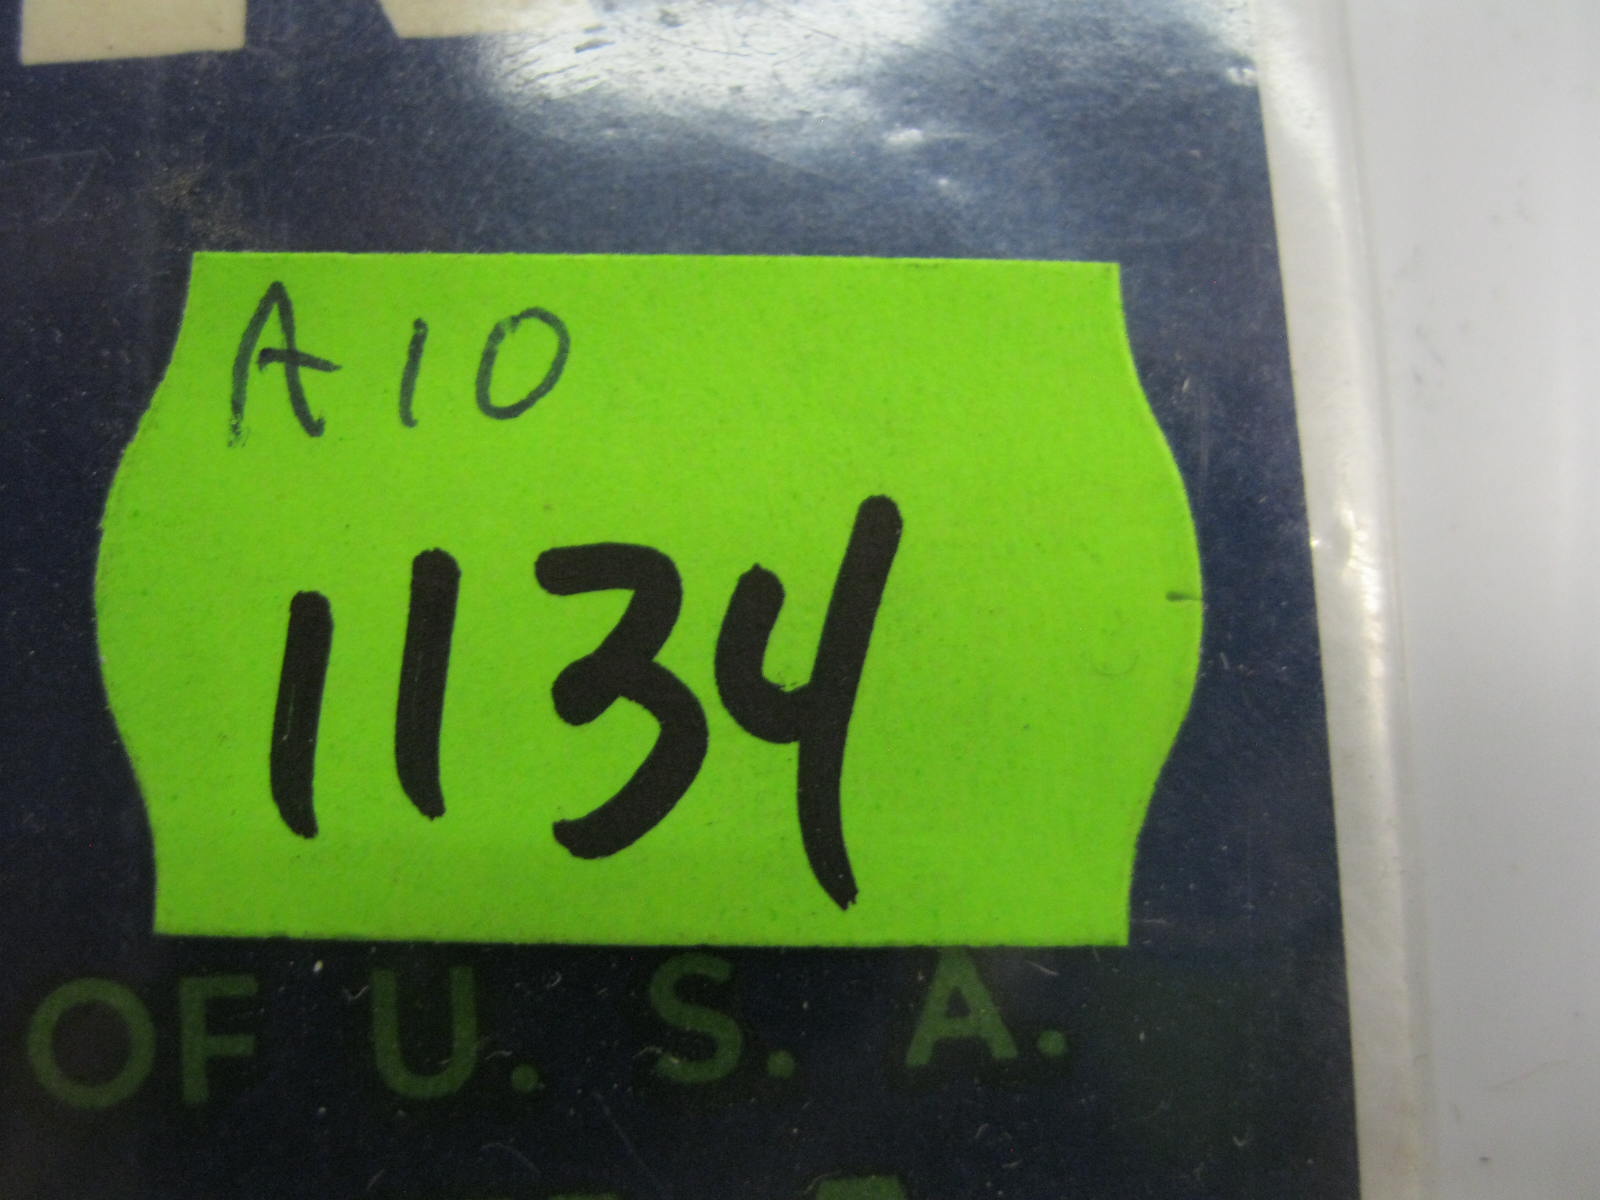 A10
1134
OF U. S. A.